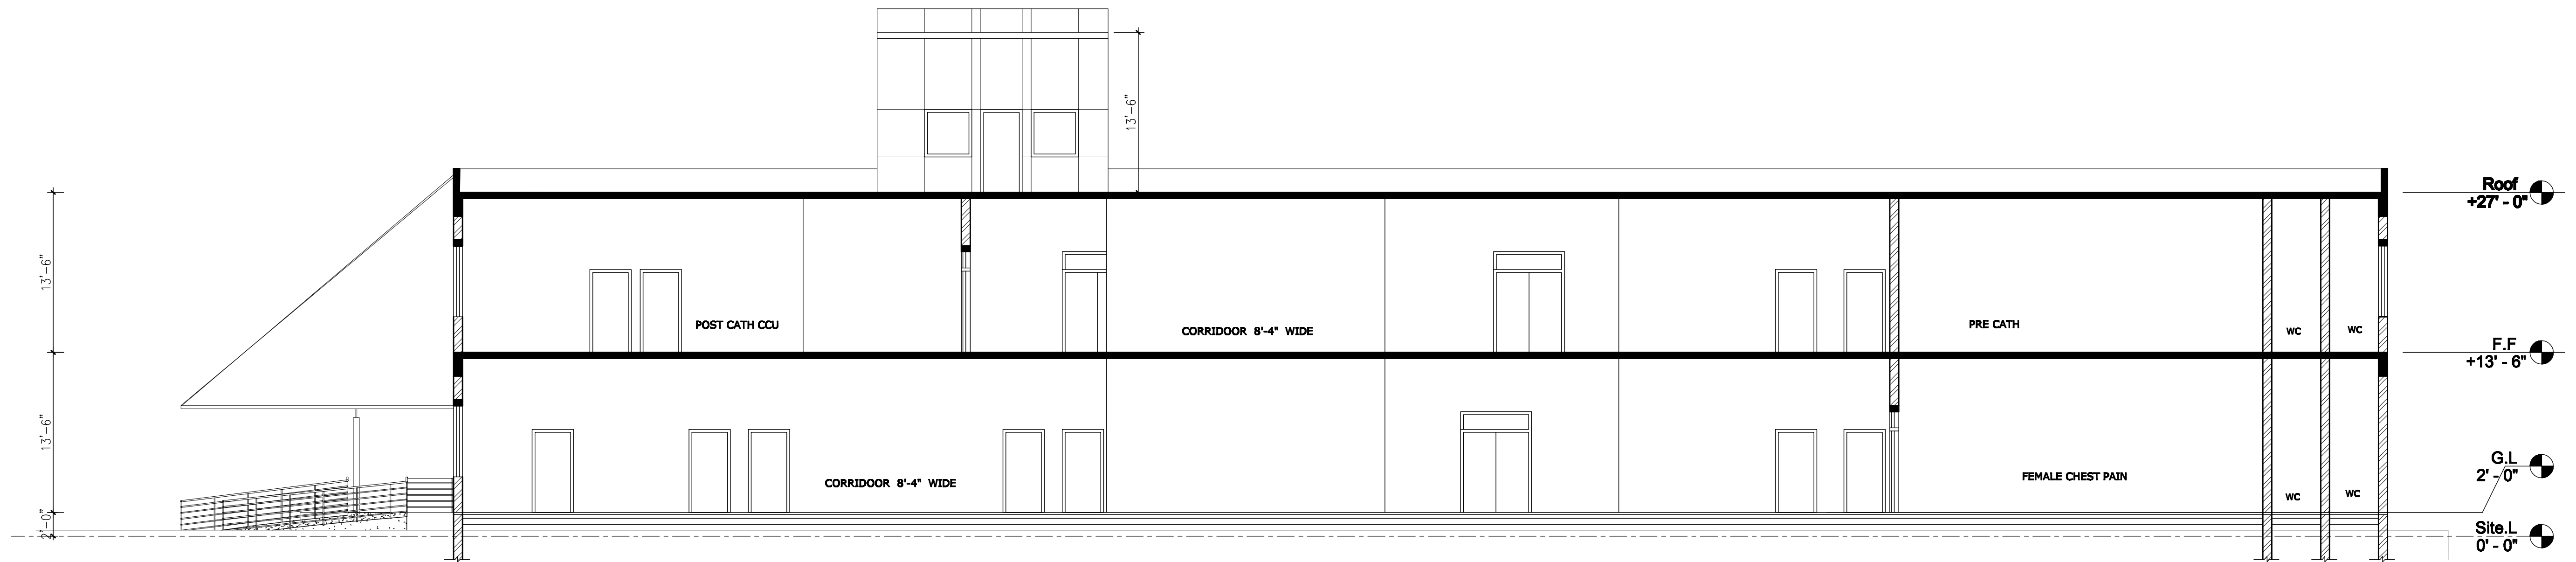 13'-6"
Roof
+27' - 0"
13'-6"
POST CATH CCU
CORRIDOOR 8'-4" WIDE
PRE CATH
WC
WC
F.F
+13' - 6"
13'-6"
G.L
2' - 0"
CORRIDOOR 8'-4" WIDE
FEMALE CHEST PAIN
WC
WC
2'-0"
Site.L
0' - 0"